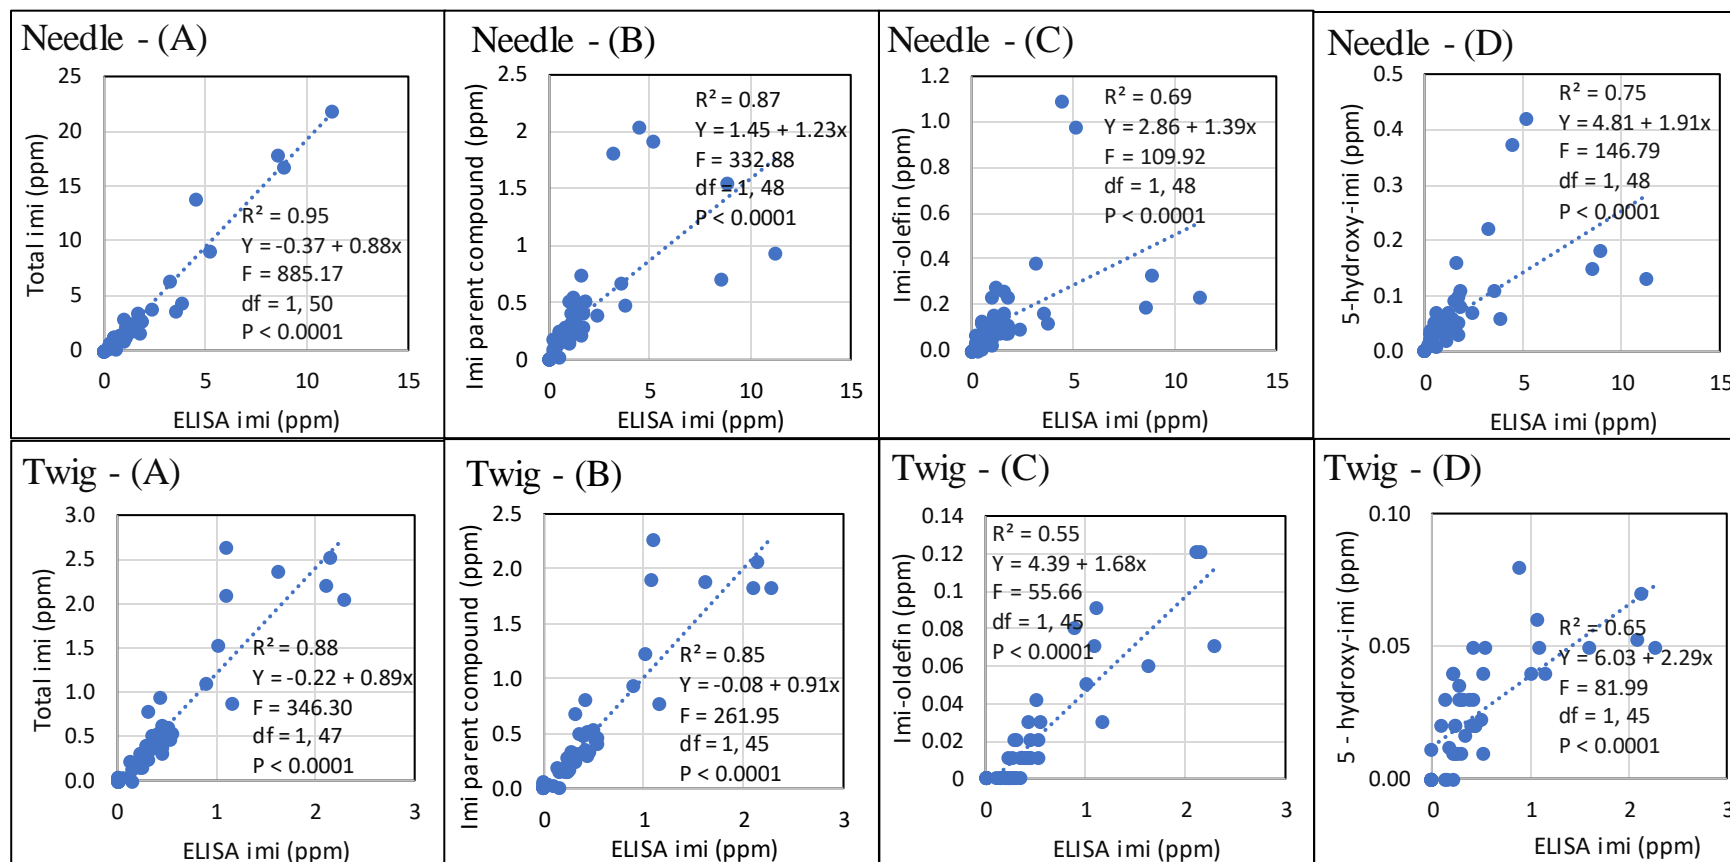 Needle - (A)
25
20
15
10
5
0
0 5 10 15
Total imi (ppm)
ELISA imi (ppm)
R² = 0.95
Y = -0.37 + 0.88x
F = 885.17
df = 1, 50
P < 0.0001
Needle - (B)
2.5
2
1.5
1
0.5
0
0 5 10 15
Imi parent compound (ppm)
ELISA imi (ppm)
R² = 0.87
Y = 1.45 + 1.23x
F = 332.88
df = 1, 48
P < 0.0001
Needle - (C)
1.2
1.0
0.8
0.6
0.4
0.2
0.0
0 5 10 15
Imi-olefin (ppm)
ELISA imi (ppm)
R² = 0.69
Y = 2.86 + 1.39x
F = 109.92
df = 1, 48
P < 0.0001
Needle - (D)
0.5
0.4
0.3
0.2
0.1
0.0
0 5 10 15
5-hydroxy-imi (ppm)
ELISA imi (ppm)
R² = 0.75
Y = 4.81 + 1.91x
F = 146.79
df = 1, 48
P < 0.0001
Twig - (A)
3.0
2.5
2.0
1.5
1.0
0.5
0.0
0 1 2 3
Total imi (ppm)
ELISA imi (ppm)
R² = 0.88
Y = -0.22 + 0.89x
F = 346.30
df = 1, 47
P < 0.0001
Twig - (B)
2.5
2.0
1.5
1.0
0.5
0.0
0 1 2 3
Imi parent compound (ppm)
ELISA imi (ppm)
R² = 0.85
Y = -0.08 + 0.91x
F = 261.95
df = 1, 45
P < 0.0001
Twig - (C)
0.14
0.12
0.1
0.08
0.06
0.04
0.02
0
0 1 2 3
Imi-oldefin (ppm)
ELISA imi (ppm)
R² = 0.55
Y = 4.39 + 1.68x
F = 55.66
df = 1, 45
P < 0.0001
Twig - (D)
0.10
0.05
0.00
0 1 2 3
5 - hydroxy-imi (ppm)
ELISA imi (ppm)
R² = 0.65
Y = 6.03 + 2.29x
F = 81.99
df = 1, 45
P < 0.0001